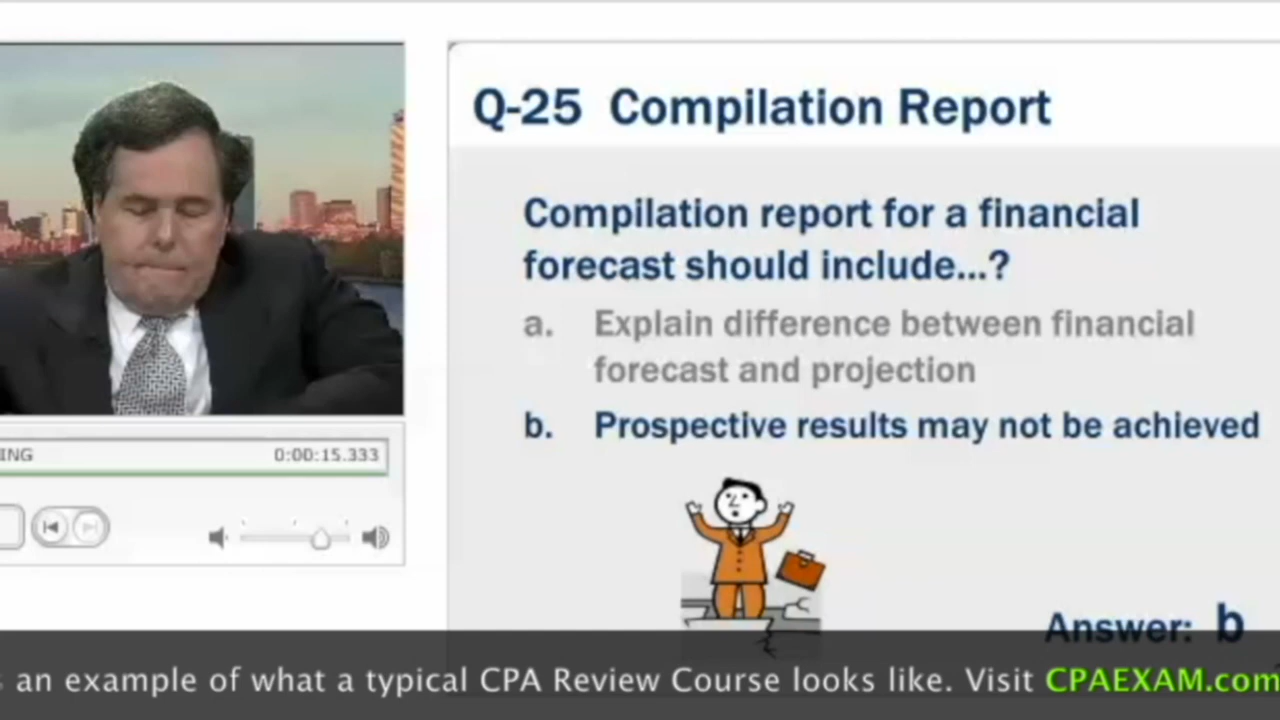 Q-25 Compilation Report
Compilation report for a financial
forecast should include...?
a. Explain difference between financial
forecast and projection
b. Prospective results may not be achieved
ING 0:00:15.333
Answer: b
an example of what a typical CPA Review Course looks like. Visit CPAEXAM.com